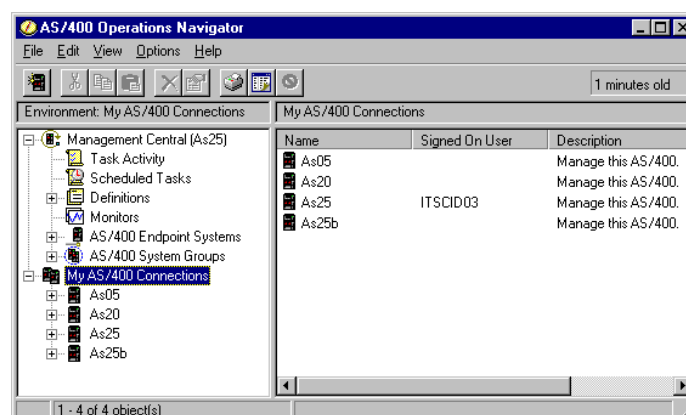 AS/400 Operations Navigator
File Edit View Options Help
1 minutes old
Environment: My AS/400 Connections
My AS/400 Connections
Management Central (As25)
Task Activity
Scheduled Tasks
Definitions
Monitors
AS/400 Endpoint Systems
AS/400 System Groups
My AS/400 Connections
As05
As20
As25
As25b
Name Signed On User Description
As05 Manage this AS/400.
As20 Manage this AS/400.
As25 ITSCID03 Manage this AS/400.
As25b Manage this AS/400.
1 - 4 of 4 object(s)